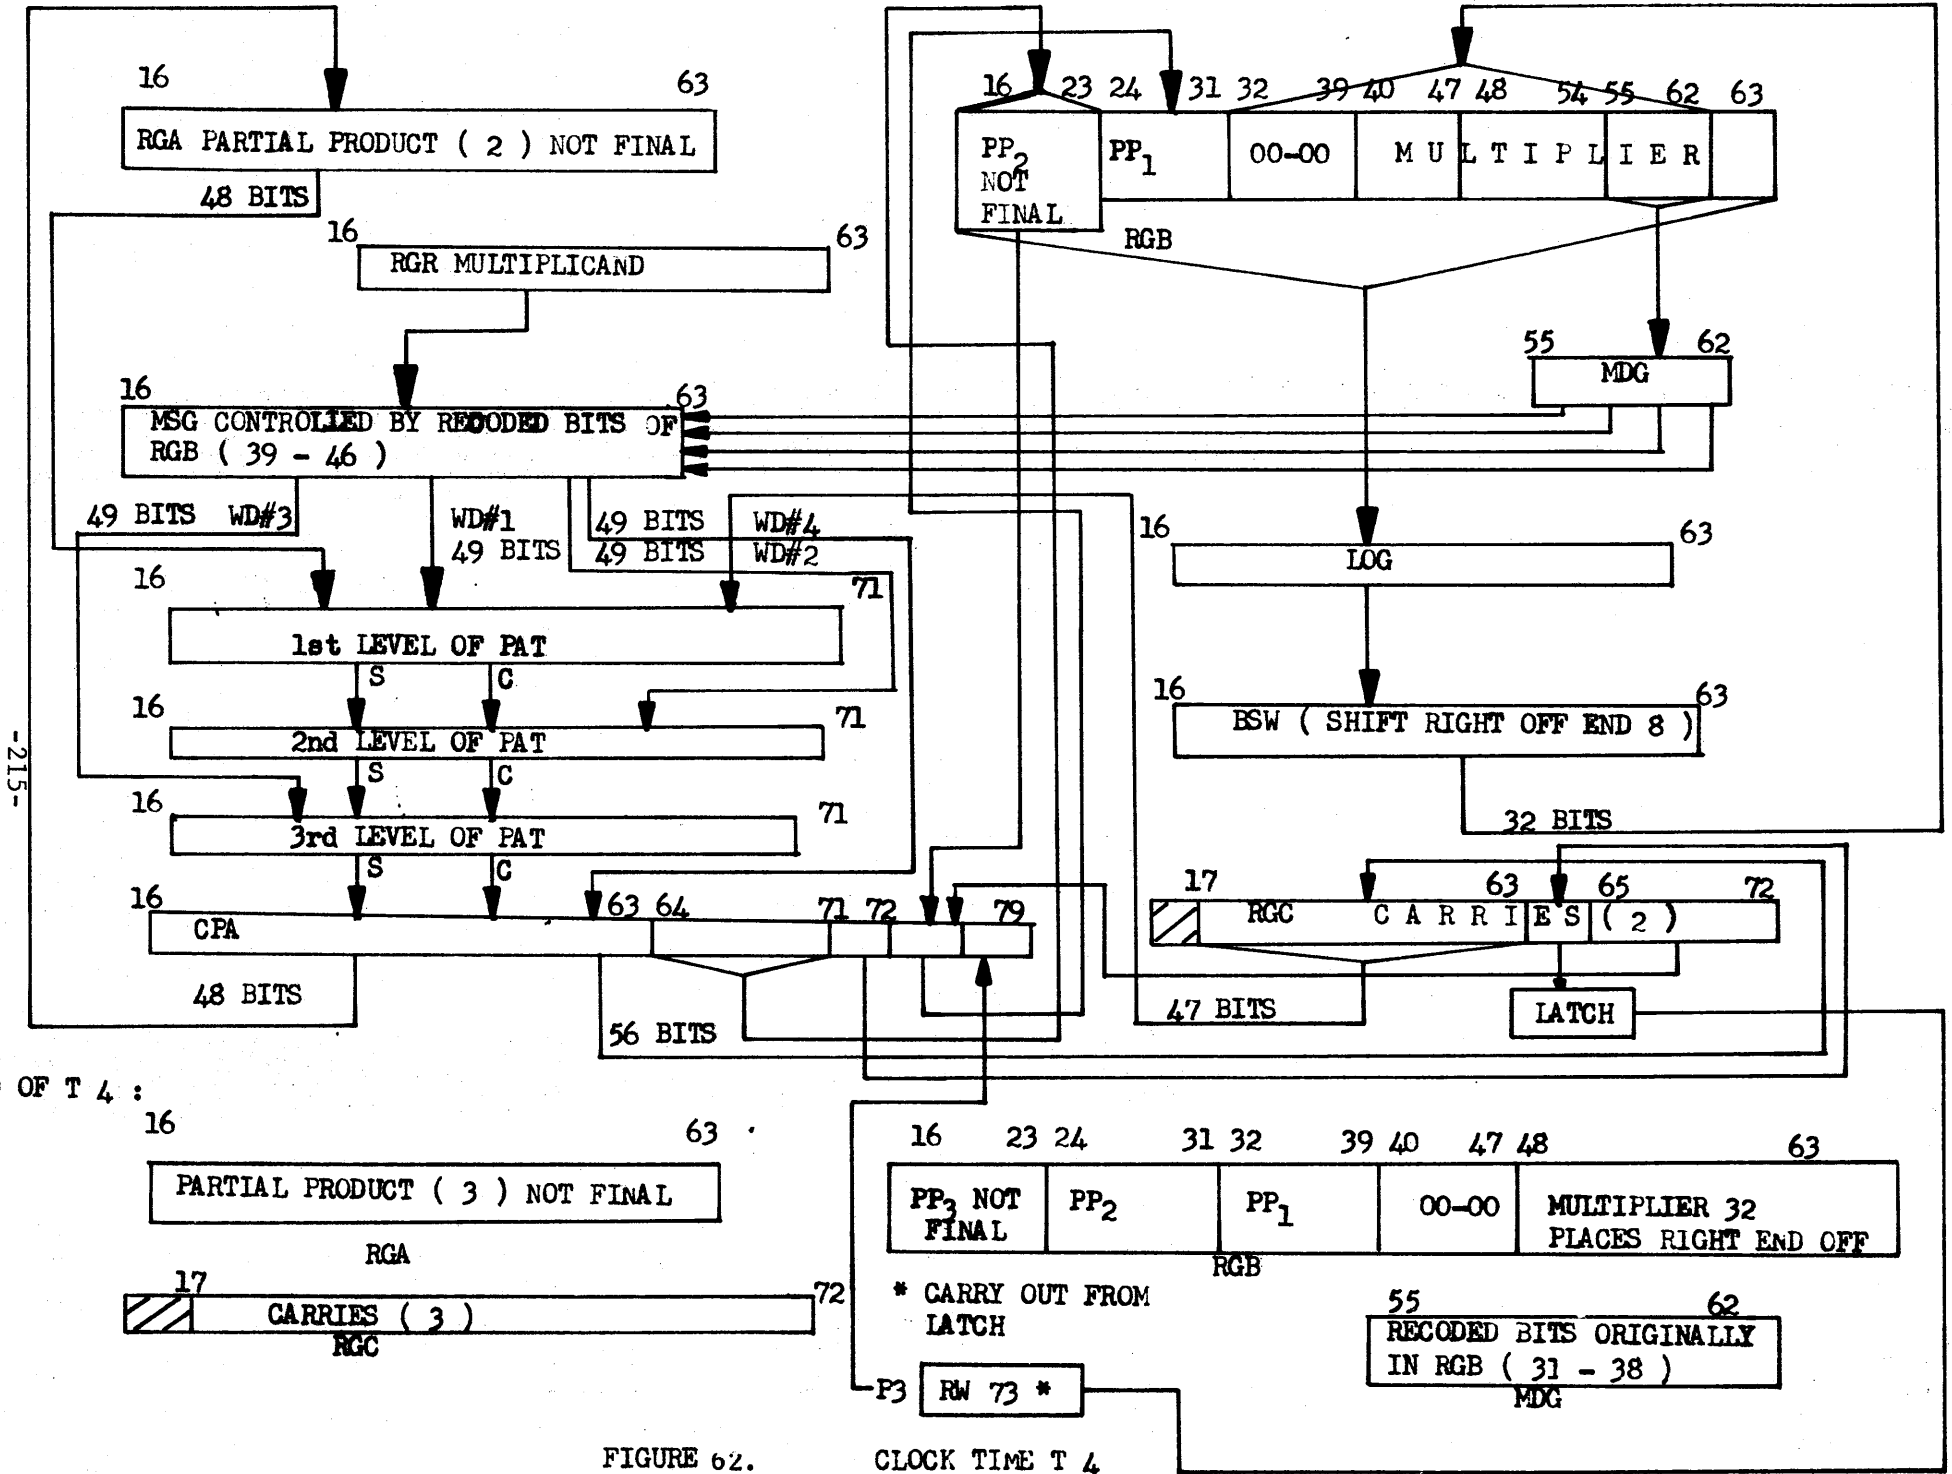 16 63
RGA PARTIAL PRODUCT ( 2 ) NOT FINAL
48 BITS
16 63
RGR MULTIPLICAND
16 63
MSG CONTROLLED BY RECODED BITS OF
RGB ( 39 - 46 )
49 BITS WD#3
WD#1
49 BITS
49 BITS WD#4
49 BITS WD#2
16 71
1st LEVEL OF PAT
S C
16 71
2nd LEVEL OF PAT
S C
16 71
3rd LEVEL OF PAT
S C
16 63 64 71 72 79
CPA
48 BITS
56 BITS
16 23 24 31 32 39 40 47 48 54 55 62 63
PP2
NOT
FINAL
PP1
00-00
MULTIPLIER
RGB
55 62
MDG
16 63
LOG
16 63
BSW ( SHIFT RIGHT OFF END 8 )
32 BITS
17 63 65 72
RGC CARRIES ( 2 )
47 BITS
LATCH
-215-
OF T 4 :
16 63
PARTIAL PRODUCT ( 3 ) NOT FINAL
RGA
17 72
CARRIES ( 3 )
RGC
16 23 24 31 32 39 40 47 48 63
PP3 NOT
FINAL
PP2
PP1
00-00
MULTIPLIER 32
PLACES RIGHT END OFF
RGB
* CARRY OUT FROM
LATCH
P3 RW 73 *
55 62
RECODED BITS ORIGINALLY
IN RGB ( 31 - 38 )
MDG
FIGURE 62. CLOCK TIME T 4